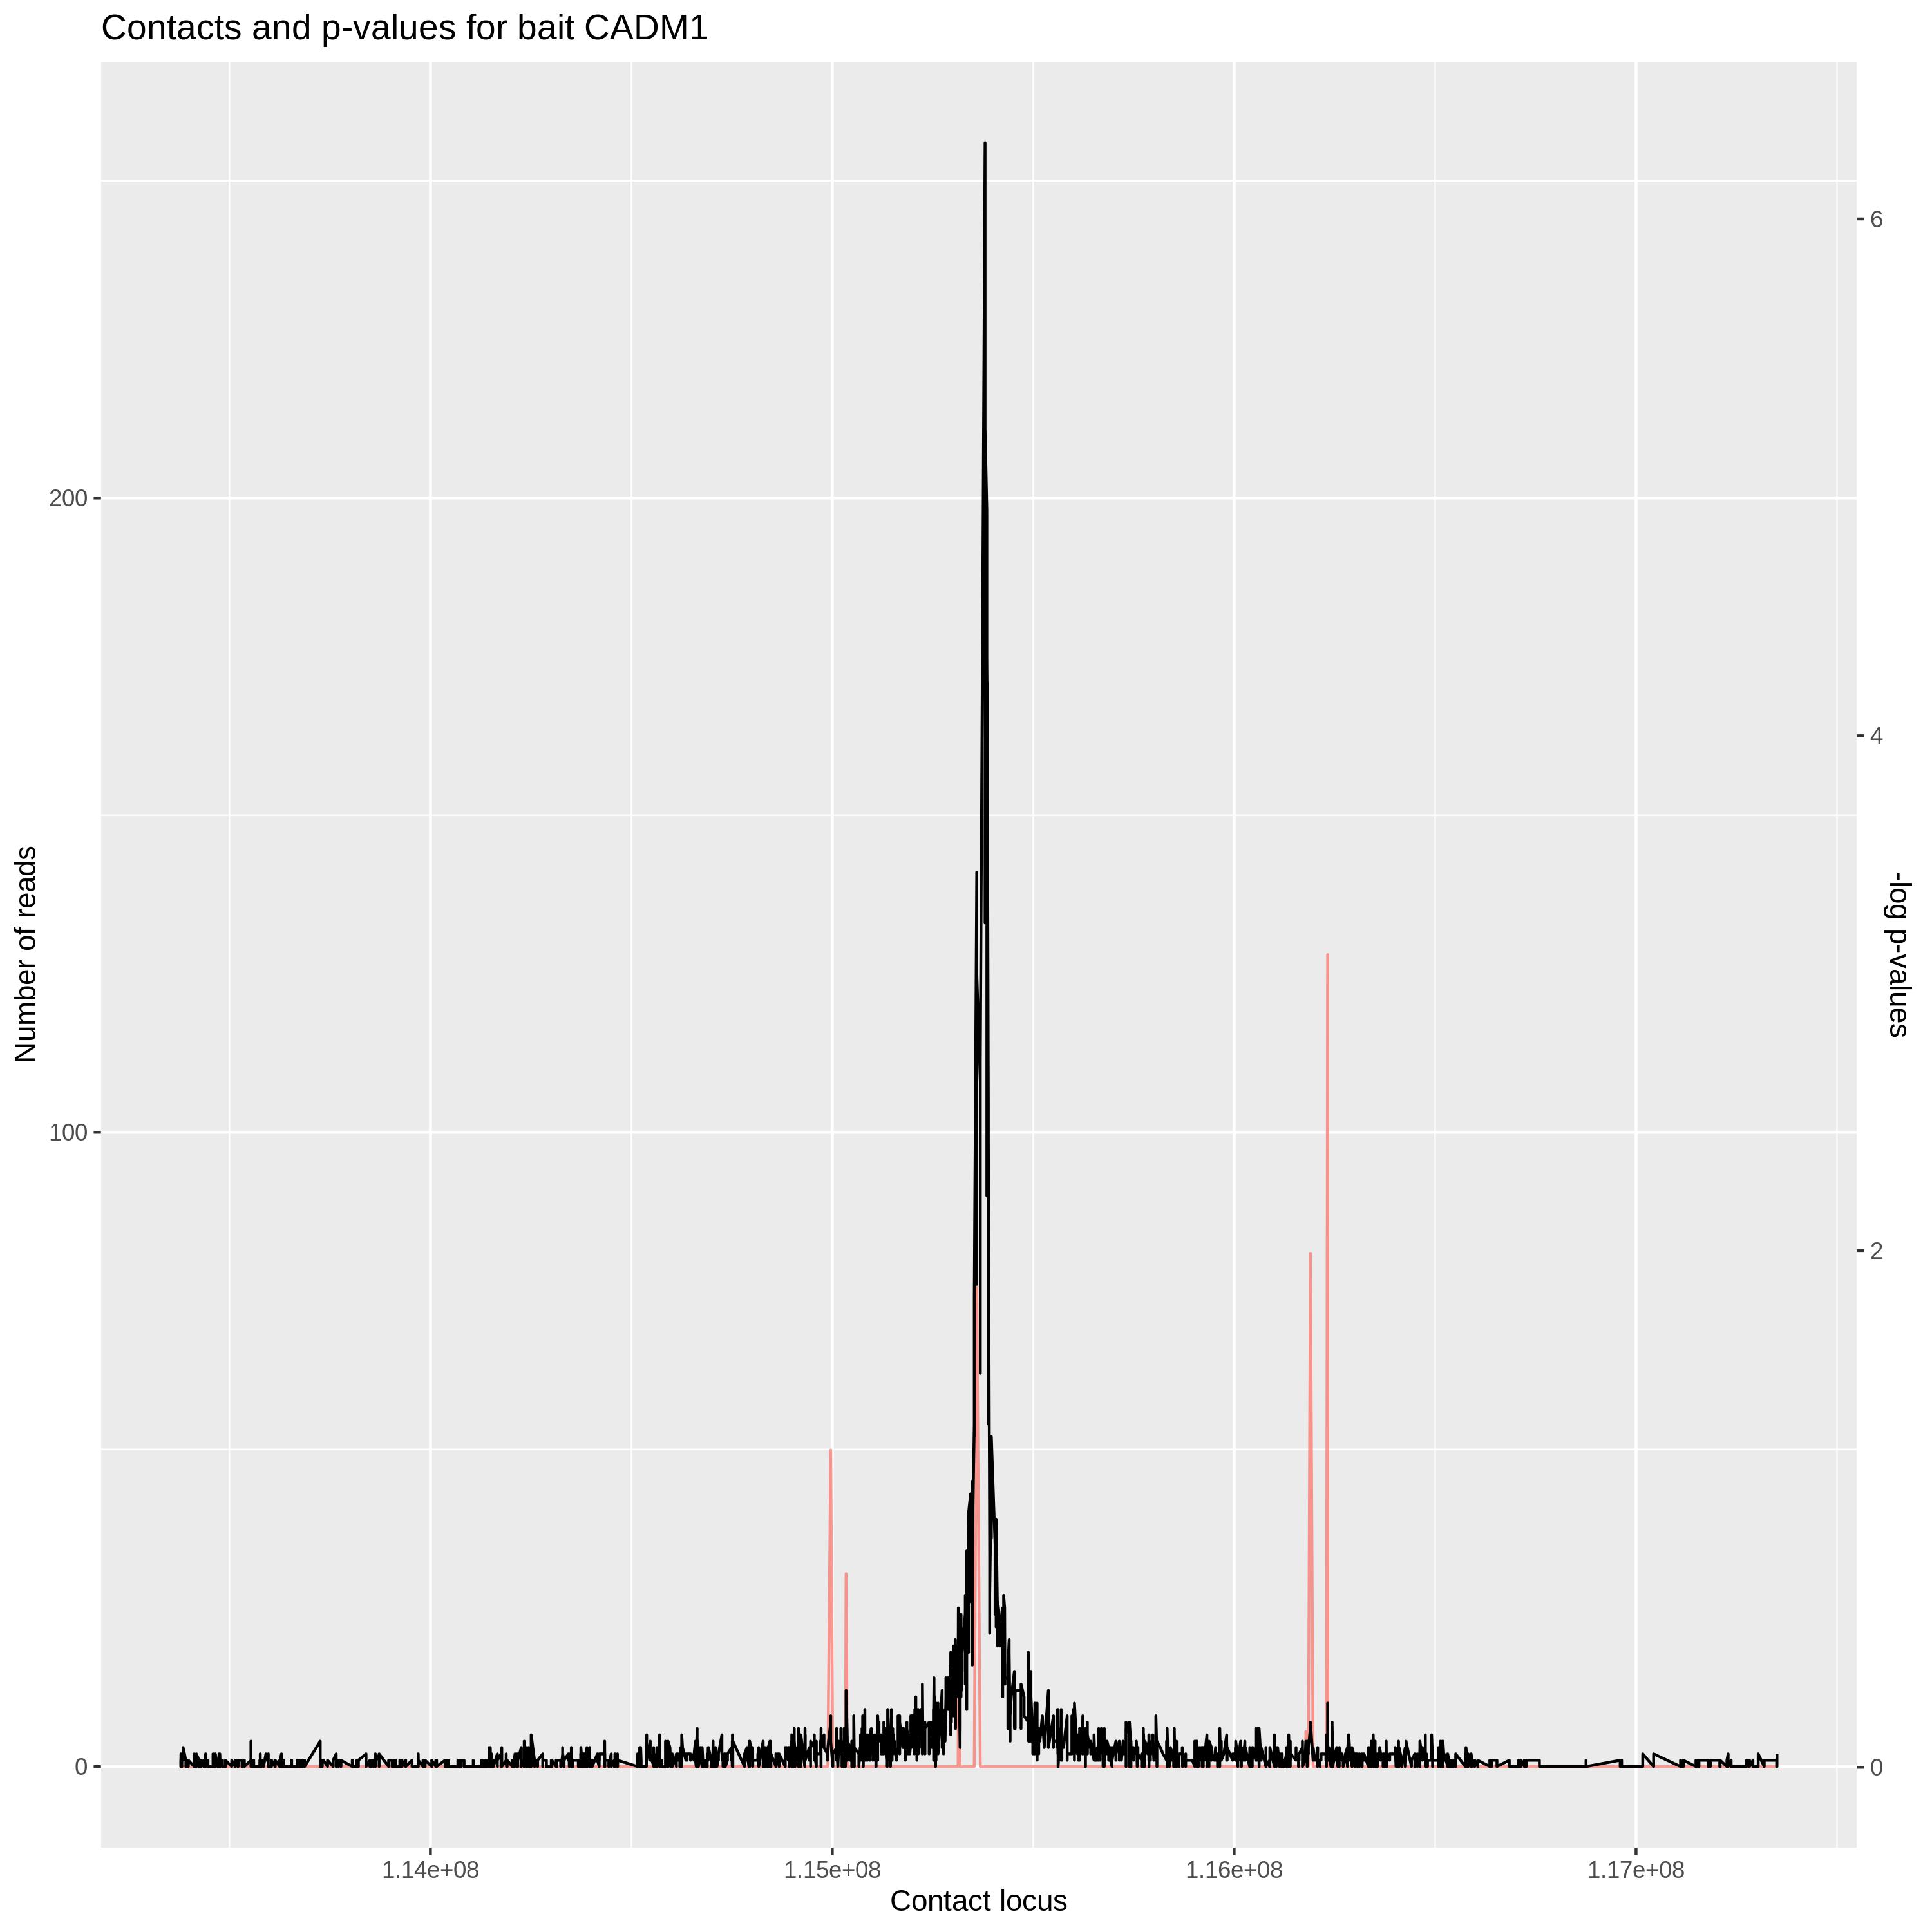 Contacts and p-values for bait CADM1
Number of reads
200
100
0
6
4
2
0
-log p-values
1.14e+08
1.15e+08
1.16e+08
1.17e+08
Contact locus